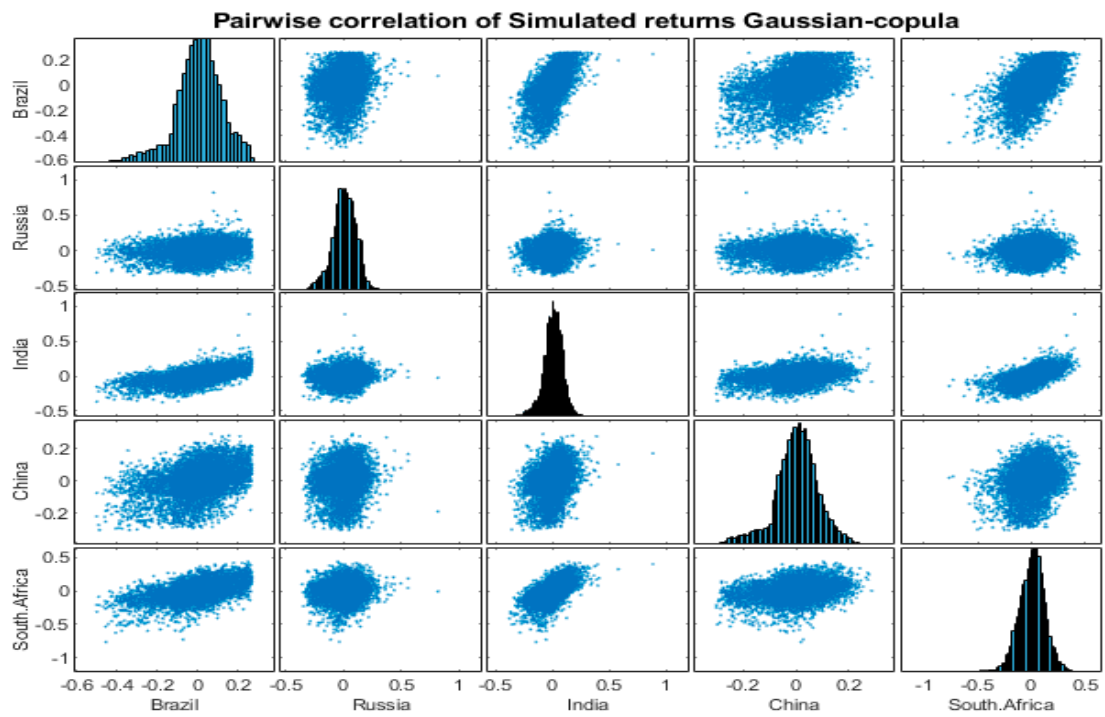 Pairwise correlation of Simulated returns Gaussian-copula
Brazil
0.2
0
-0.2
-0.4
-0.6
Russia
1
0.5
0
-0.5
India
1
0.5
0
-0.5
China
0.2
0
-0.2
South.Africa
0.5
0
-0.5
-1
-0.6 -0.4 -0.2 0 0.2 0 0.5 1 0 0.5 1 -0.2 0 0.2 -1 -0.5 0 0.5
Brazil Russia India China South.Africa